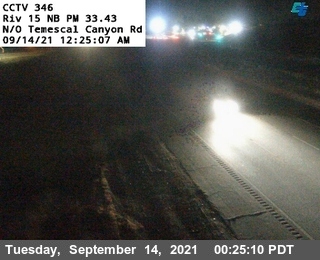 CCTV 346
Riv 15 NB PM 33.43
N/O Temescal Canyon Rd
09/14/21 12:25:07 AM
Tuesday, September 14, 2021 00:25:10 PDT